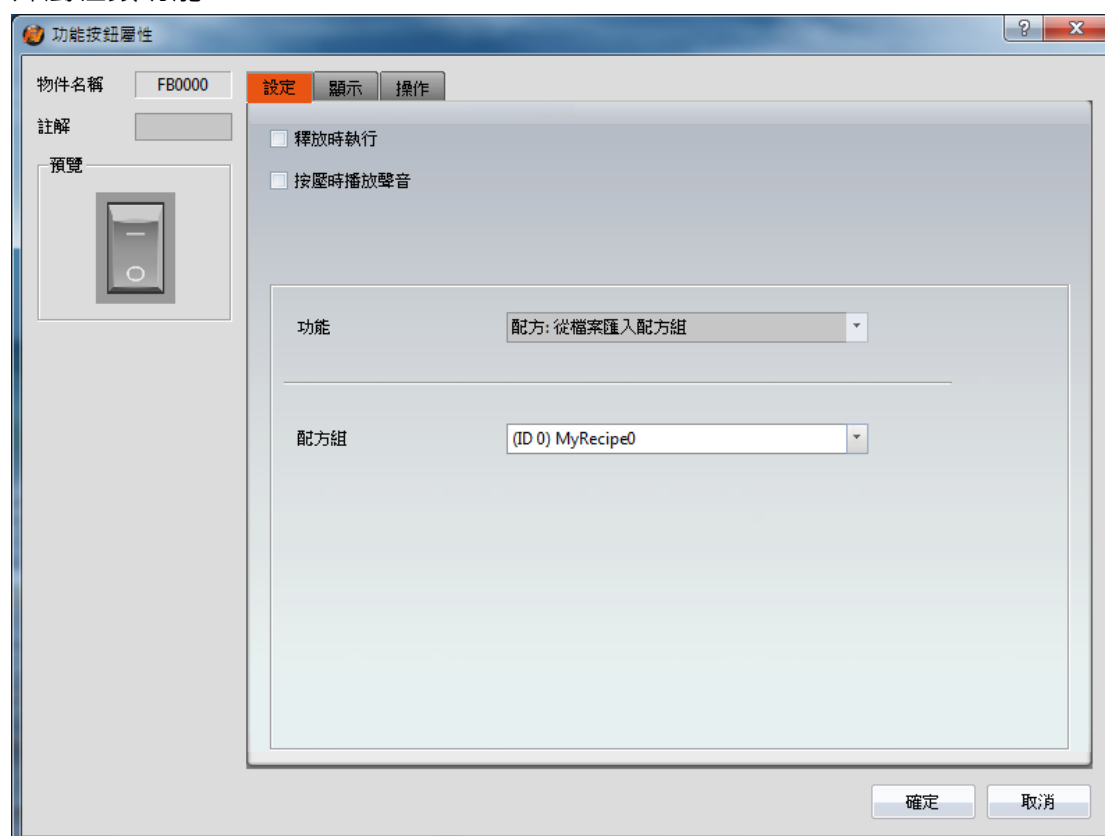 功能按鈕屬性
物件名稱 FB0000
註解
預覽
設定 顯示 操作
釋放時執行
按壓時播放聲音
功能 配方: 從檔案匯入配方組
配方組 (ID 0) MyRecipe0
確定 取消